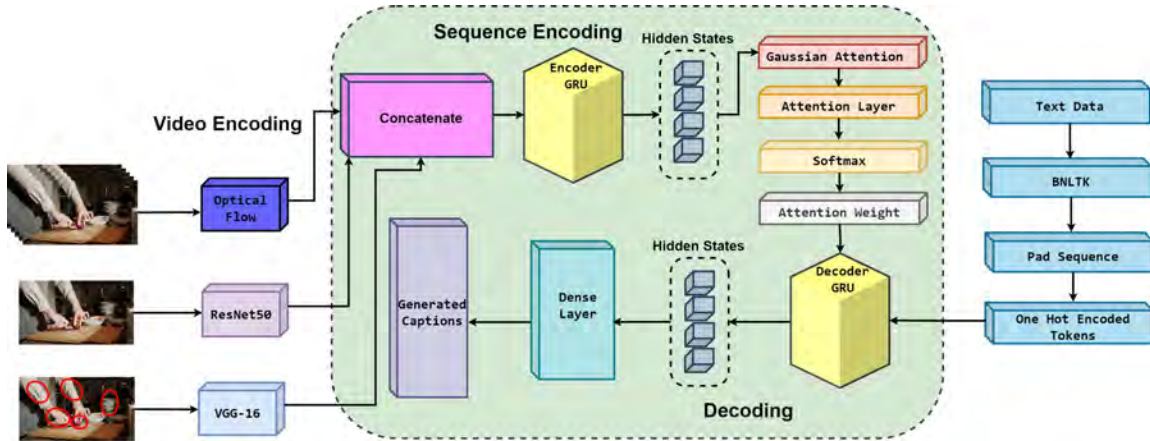 Sequence Encoding
Hidden States
Gaussian Attention
Encoder
GRU
Video Encoding
Concatenate
Attention Layer
Text Data
Softmax
BNLTK
Optical
Flow
Attention Weight
Hidden States
Pad Sequence
Decoder
GRU
ResNet50
Generated
Captions
Dense
Layer
One Hot Encoded
Tokens
VGG-16
Decoding